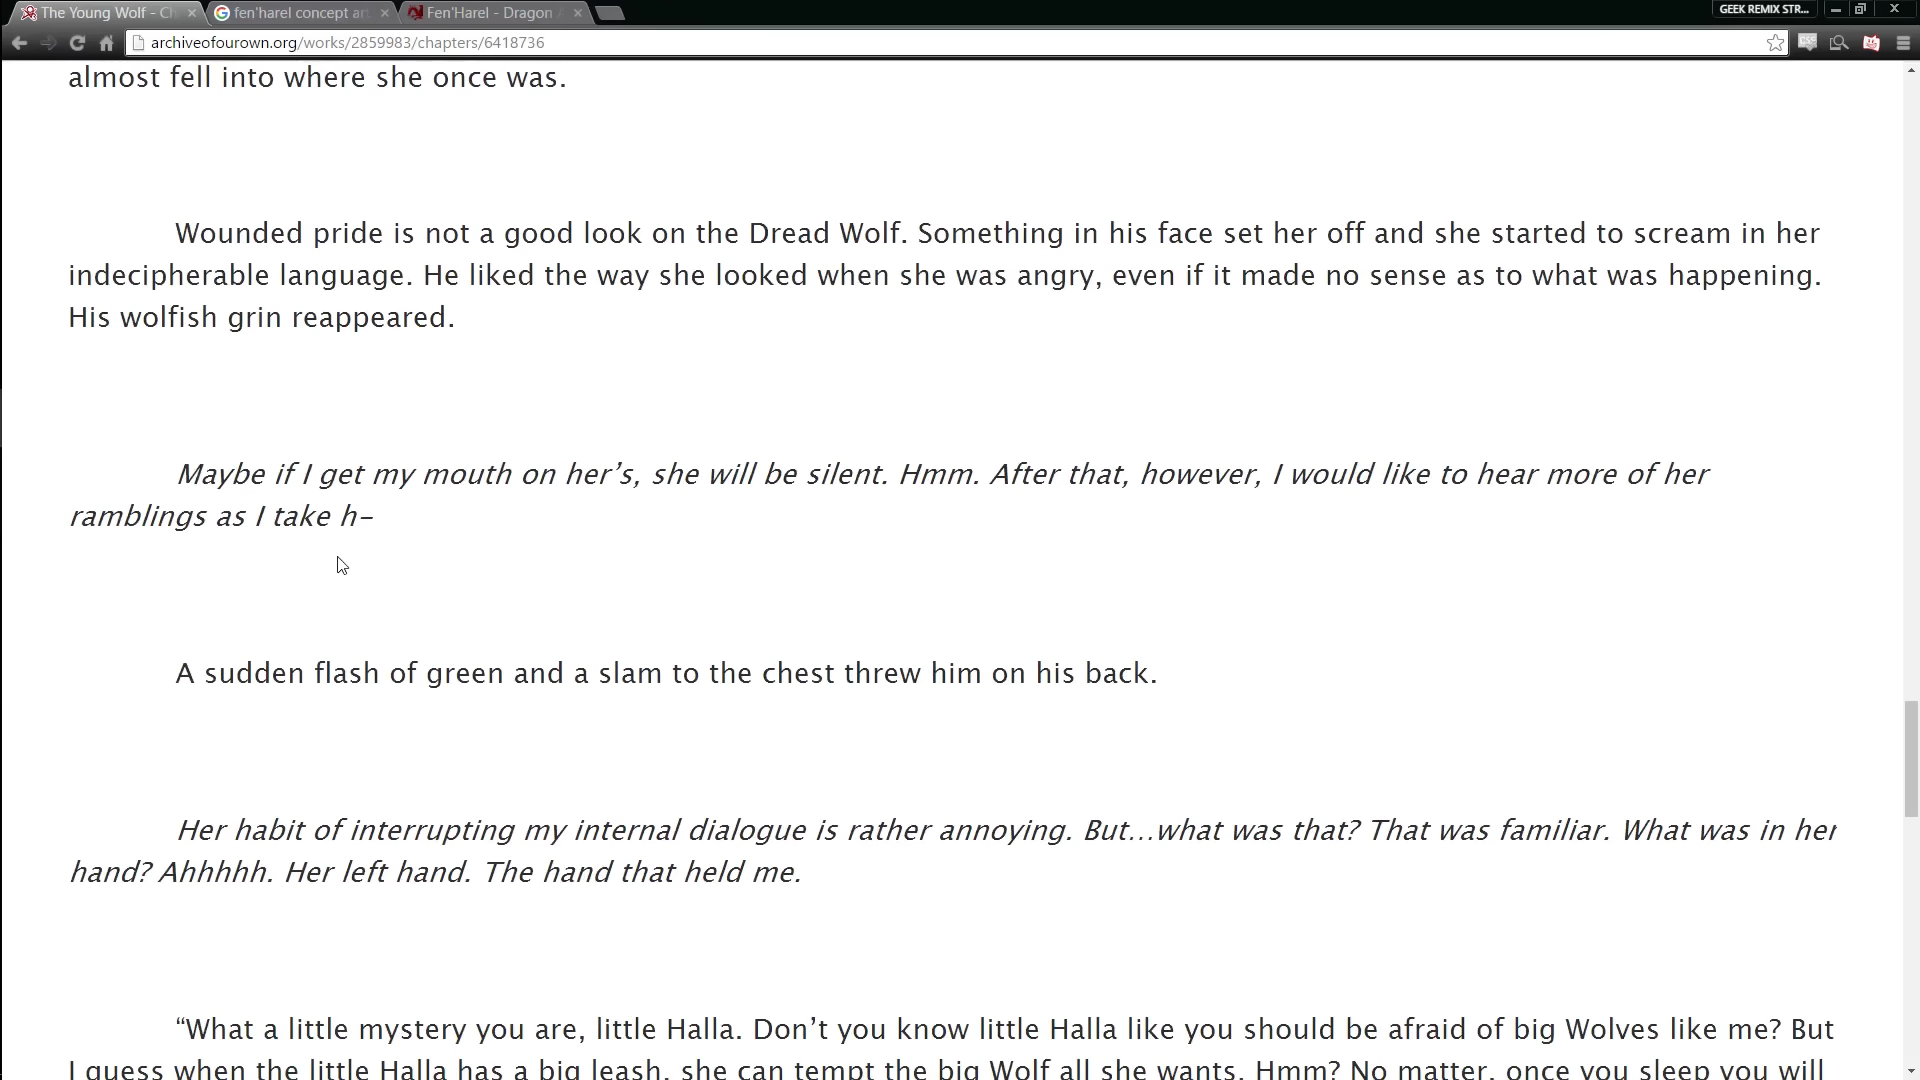 The Young Wolf - Ch
fen'harel concept ar
Fen'Harel - Dragon
GEEK REMIX STR...
archiveofourown.org/works/2859983/chapters/6418736
almost fell into where she once was.
Wounded pride is not a good look on the Dread Wolf. Something in his face set her off and she started to scream in her
indecipherable language. He liked the way she looked when she was angry, even if it made no sense as to what was happening.
His wolfish grin reappeared.
Maybe if I get my mouth on her’s, she will be silent. Hmm. After that, however, I would like to hear more of her
ramblings as I take h–
A sudden flash of green and a slam to the chest threw him on his back.
Her habit of interrupting my internal dialogue is rather annoying. But…what was that? That was familiar. What was in her
hand? Ahhhhh. Her left hand. The hand that held me.
“What a little mystery you are, little Halla. Don’t you know little Halla like you should be afraid of big Wolves like me? But
I guess when the little Halla has a big leash, she can tempt the big Wolf all she wants. Hmm? No matter, once you sleep you will